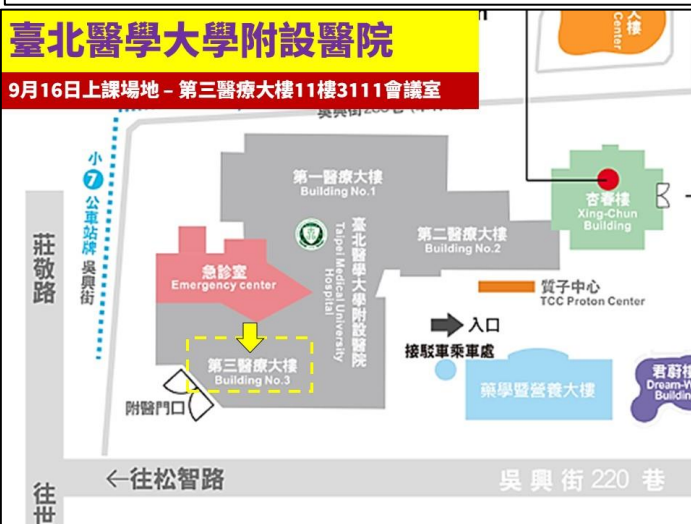 臺北醫學大學附設醫院
9月16日上課場地 – 第三醫療大樓11樓3111會議室
大樓
Center
小
7
公車站牌
吳興街
莊敬路
第一醫療大樓
Building No.1
第二醫療大樓
Building No.2
杏春樓
Xing-Chun
Building
臺北醫學大學附設醫院
Taipei Medical University
Hospital
急診室
Emergency center
質子中心
TCC Proton Center
入口
接駁車乘車處
第三醫療大樓
Building No.3
附醫門口
藥學暨營養大樓
君蔚樓
Dream-W
Buildin
←往松智路
吳興街 220 巷
往世